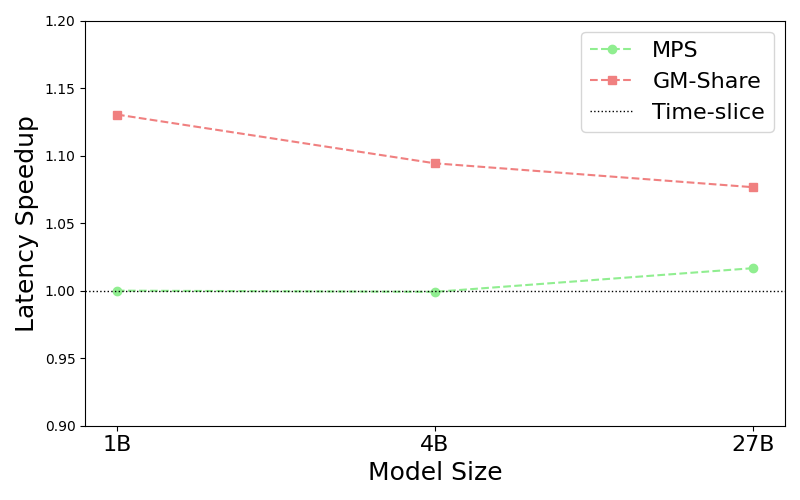 1.20
1.15
1.10
1.05
1.00
0.95
0.90
Latency Speedup
MPS
GM-Share
Time-slice
1B
4B
27B
Model Size